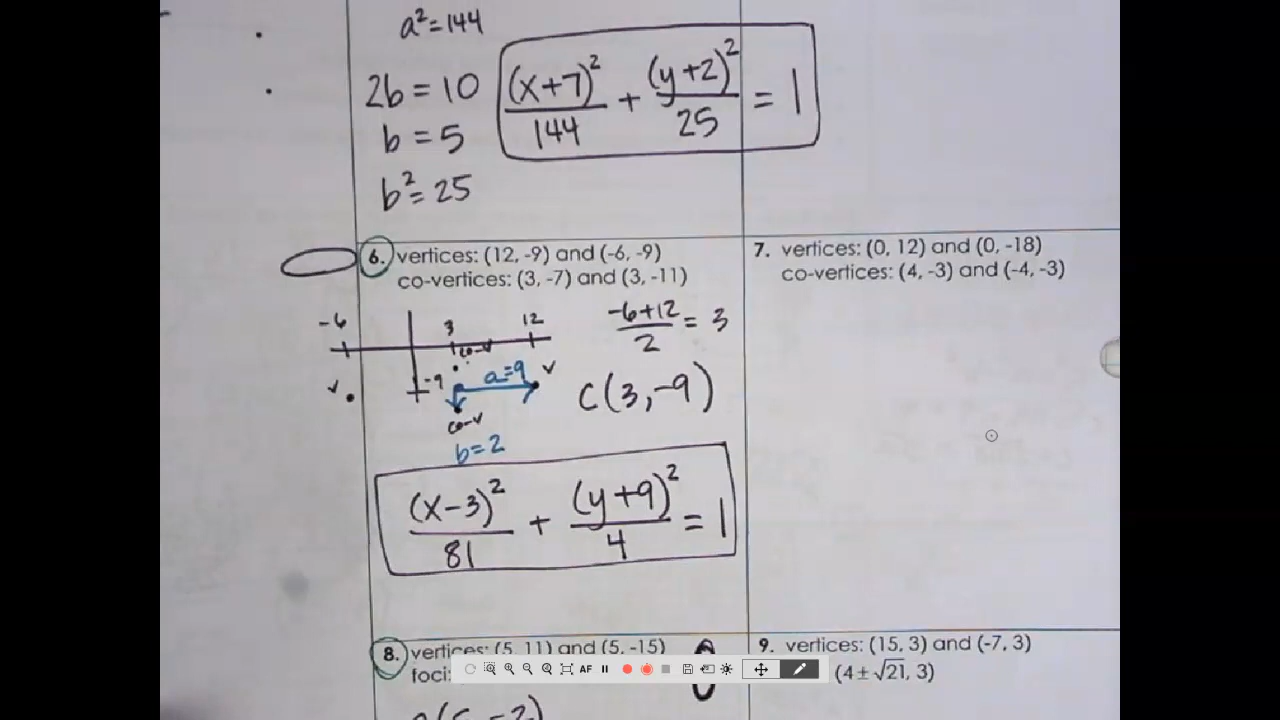 a² = 144
2b = 10
b = 5
b² = 25
(x+7)²/144 + (y+2)²/25 = 1
6. vertices: (12, -9) and (-6, -9)
co-vertices: (3, -7) and (3, -11)
-6 3 12
co-v
-9 a=9 v
v
co-v
b=2
(-6+12)/2 = 3
C(3, -9)
(x-3)²/81 + (y+9)²/4 = 1
7. vertices: (0, 12) and (0, -18)
co-vertices: (4, -3) and (-4, -3)
8. vertices: (5, 11) and (5, -15)
foci:
9. vertices: (15, 3) and (-7, 3)
(4 ± √21, 3)
AF